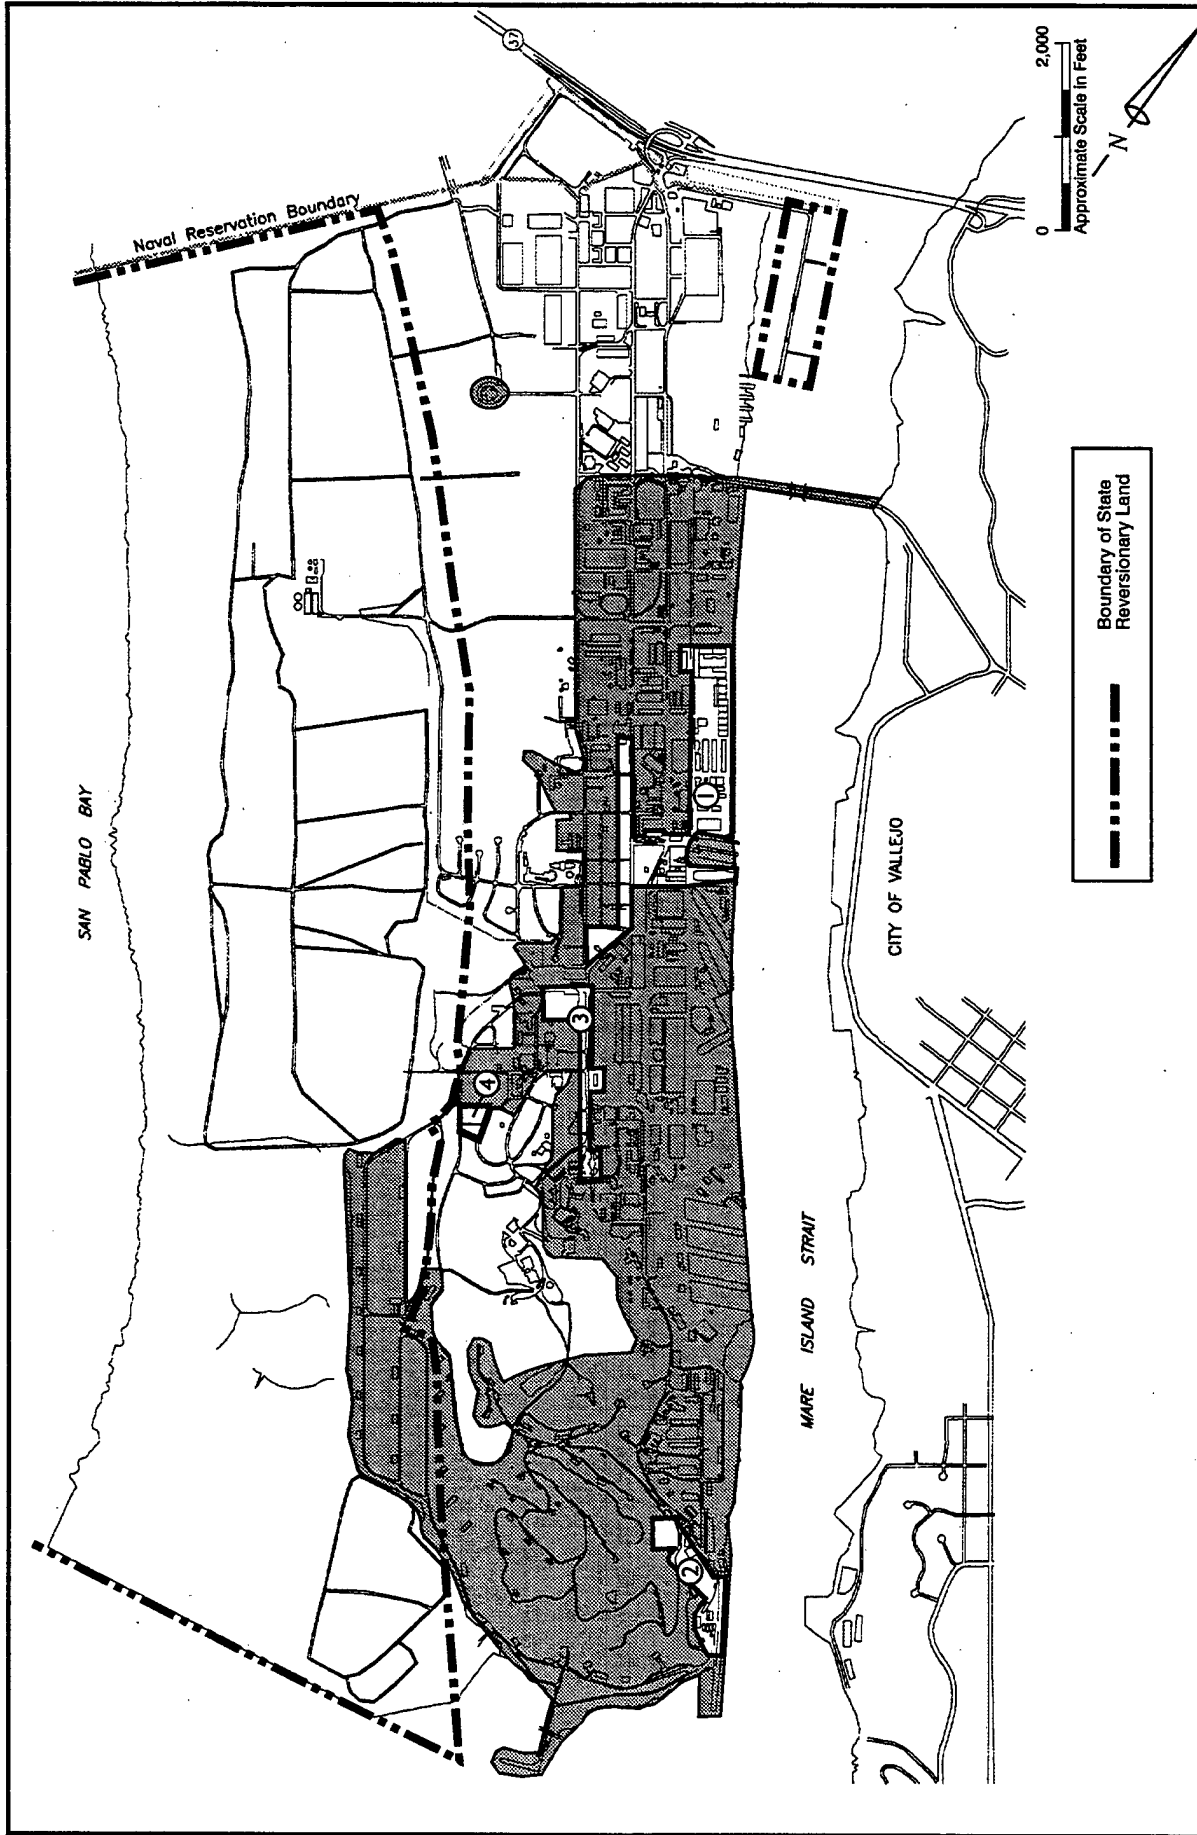 SAN PABLO BAY
Naval Reservation Boundary
37
1
2
3
4
MARE ISLAND STRAIT
CITY OF VALLEJO
Boundary of State
Reversionary Land
0 2,000
Approximate Scale in Feet
N